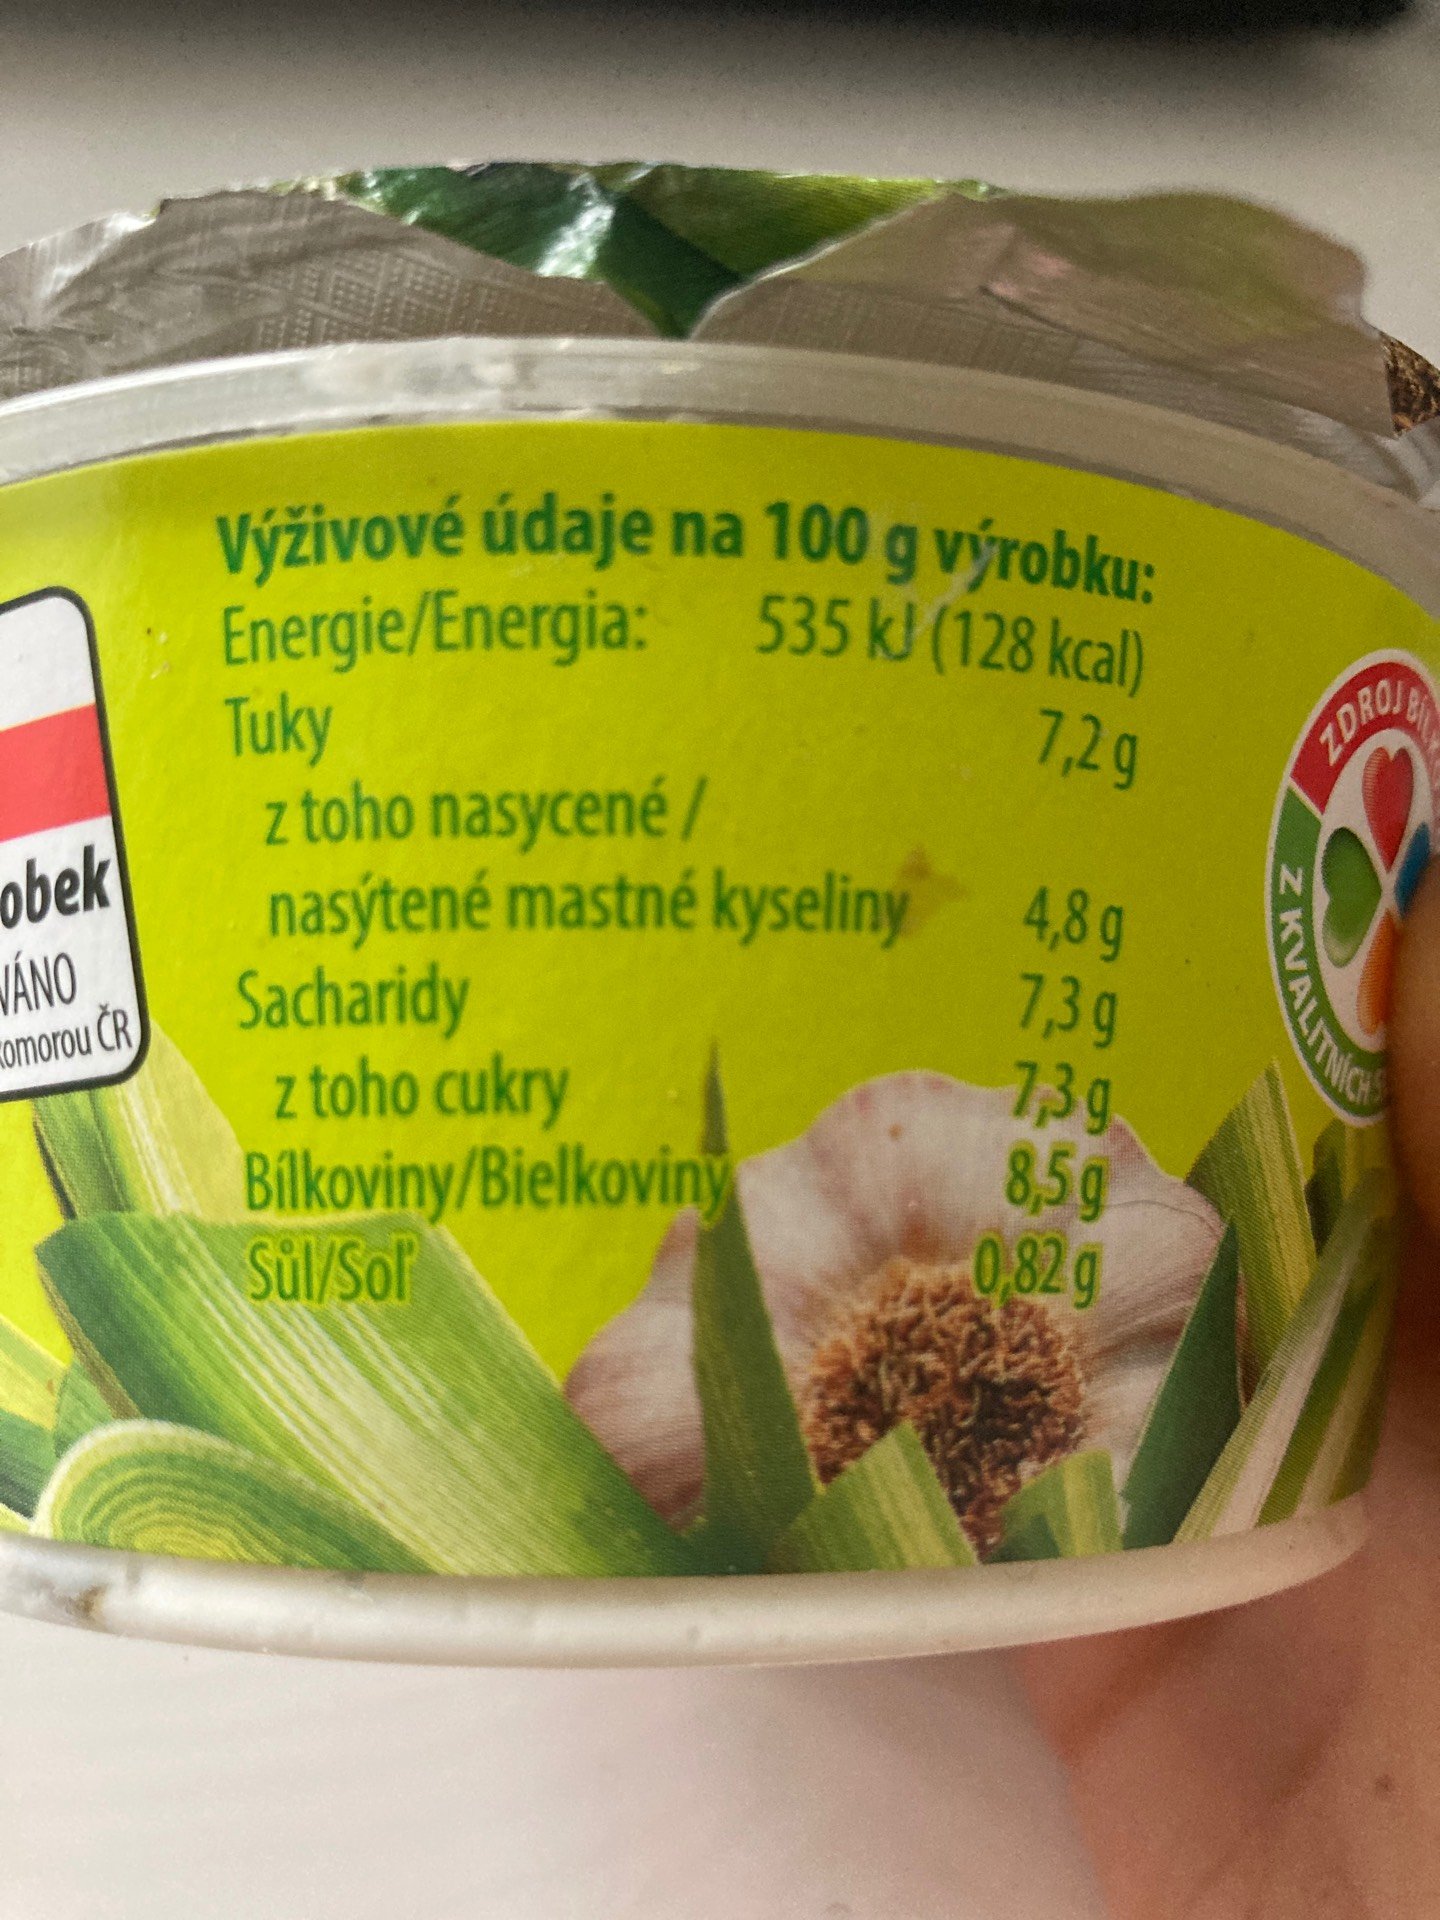 Výživové údaje na 100 g výrobku:
Energie/Energia: 535 kJ (128 kcal)
Tuky 7,2 g
z toho nasycené /
nasýtené mastné kyseliny 4,8 g
Sacharidy 7,3 g
z toho cukry 7,3 g
Bílkoviny/Bielkoviny 8,5 g
Sůl/Soľ 0,82 g
obek
VÁNO
komorou ČR
ZDROJ
Z KVALITNÍCH